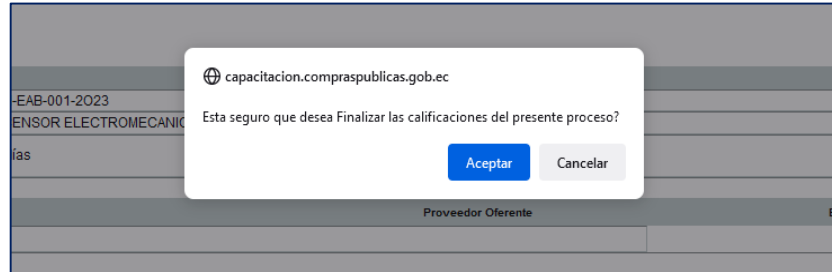 capacitacion.compraspublicas.gob.ec
Esta seguro que desea Finalizar las calificaciones del presente proceso?
Aceptar Cancelar
-EAB-001-2O23
ENSOR ELECTROMECANIC
ías
Proveedor Oferente